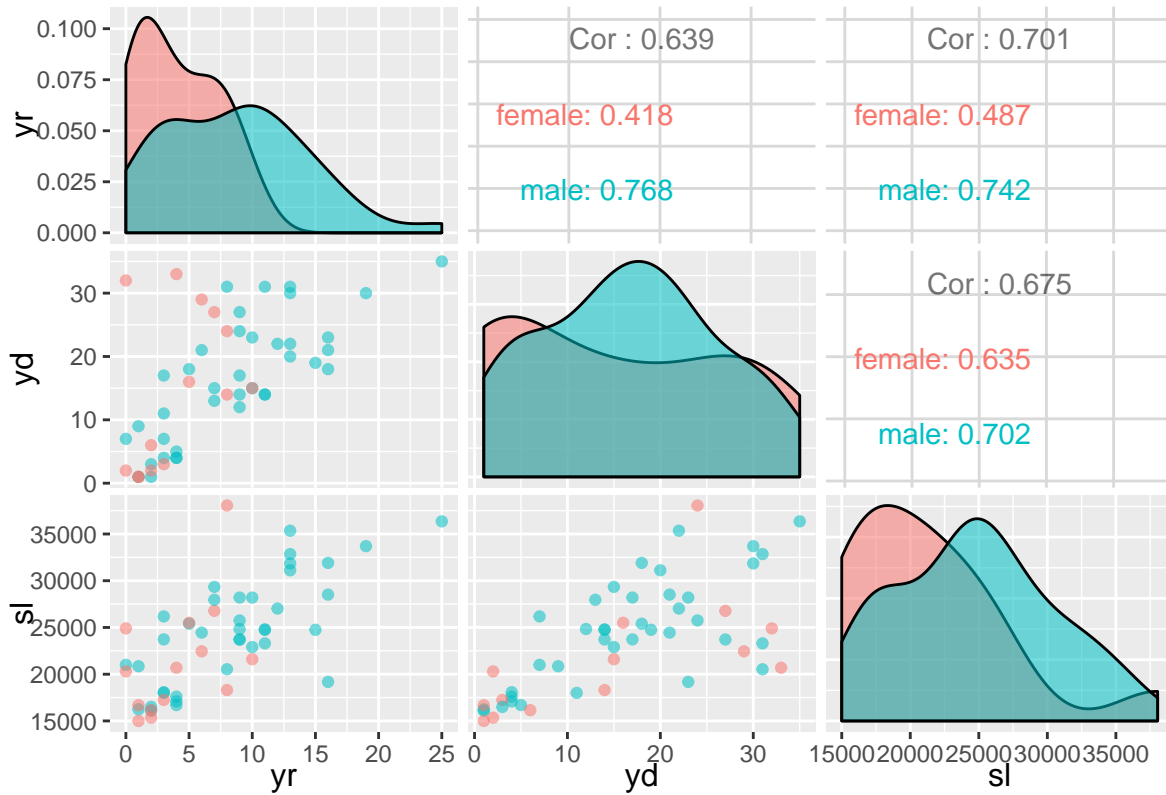 0.100
0.075
0.050
0.025
0.000
yr
Cor : 0.639
female: 0.418
male: 0.768
Cor : 0.701
female: 0.487
male: 0.742
30
20
10
0
yd
Cor : 0.675
female: 0.635
male: 0.702
35000
30000
25000
20000
15000
sl
0 5 10 15 20 25
yr
0 10 20 30
yd
15000 20000 25000 30000 35000
sl